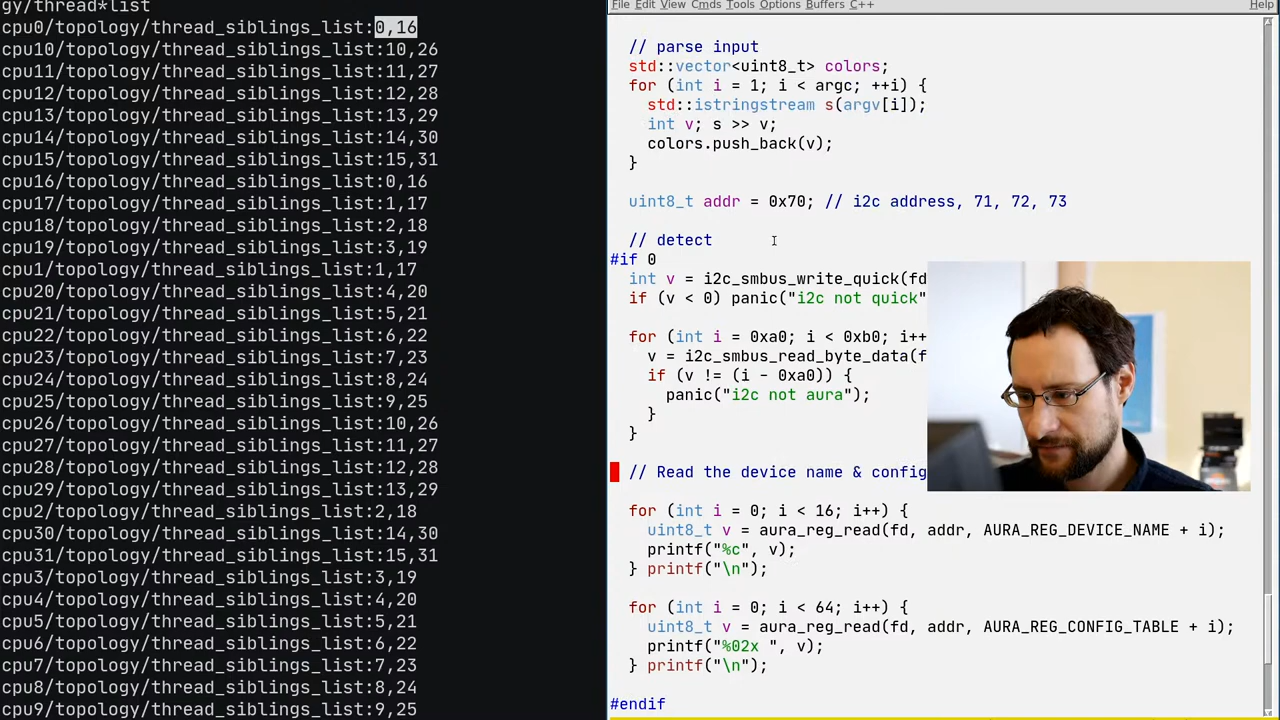 gy/thread*list
cpu0/topology/thread_siblings_list:0,16
cpu10/topology/thread_siblings_list:10,26
cpu11/topology/thread_siblings_list:11,27
cpu12/topology/thread_siblings_list:12,28
cpu13/topology/thread_siblings_list:13,29
cpu14/topology/thread_siblings_list:14,30
cpu15/topology/thread_siblings_list:15,31
cpu16/topology/thread_siblings_list:0,16
cpu17/topology/thread_siblings_list:1,17
cpu18/topology/thread_siblings_list:2,18
cpu19/topology/thread_siblings_list:3,19
cpu1/topology/thread_siblings_list:1,17
cpu20/topology/thread_siblings_list:4,20
cpu21/topology/thread_siblings_list:5,21
cpu22/topology/thread_siblings_list:6,22
cpu23/topology/thread_siblings_list:7,23
cpu24/topology/thread_siblings_list:8,24
cpu25/topology/thread_siblings_list:9,25
cpu26/topology/thread_siblings_list:10,26
cpu27/topology/thread_siblings_list:11,27
cpu28/topology/thread_siblings_list:12,28
cpu29/topology/thread_siblings_list:13,29
cpu2/topology/thread_siblings_list:2,18
cpu30/topology/thread_siblings_list:14,30
cpu31/topology/thread_siblings_list:15,31
cpu3/topology/thread_siblings_list:3,19
cpu4/topology/thread_siblings_list:4,20
cpu5/topology/thread_siblings_list:5,21
cpu6/topology/thread_siblings_list:6,22
cpu7/topology/thread_siblings_list:7,23
cpu8/topology/thread_siblings_list:8,24
cpu9/topology/thread_siblings_list:9,25
File Edit View Cmds Tools Options Buffers C++ Help
// parse input
std::vector<uint8_t> colors;
for (int i = 1; i < argc; ++i) {
std::istringstream s(argv[i]);
int v; s >> v;
colors.push_back(v);
}
uint8_t addr = 0x70; // i2c address, 71, 72, 73
// detect
#if 0
int v = i2c_smbus_write_quick(fd
if (v < 0) panic("i2c not quick"
for (int i = 0xa0; i < 0xb0; i++
v = i2c_smbus_read_byte_data(f
if (v != (i - 0xa0)) {
panic("i2c not aura");
}
}
// Read the device name & config
for (int i = 0; i < 16; i++) {
uint8_t v = aura_reg_read(fd, addr, AURA_REG_DEVICE_NAME + i);
printf("%c", v);
} printf("\n");
for (int i = 0; i < 64; i++) {
uint8_t v = aura_reg_read(fd, addr, AURA_REG_CONFIG_TABLE + i);
printf("%02x ", v);
} printf("\n");
#endif